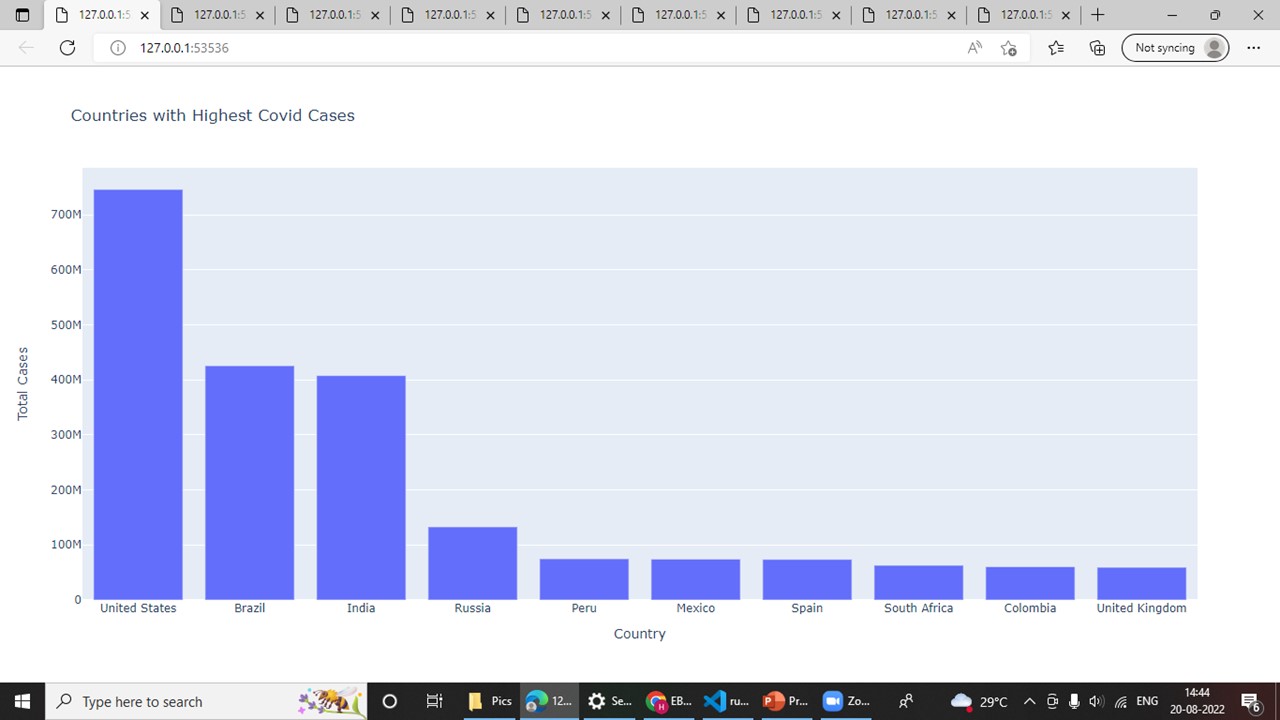 127.0.0.1:5
127.0.0.1:5
127.0.0.1:5
127.0.0.1:5
127.0.0.1:5
127.0.0.1:5
127.0.0.1:5
127.0.0.1:5
127.0.0.1:5
127.0.0.1:53536
Not syncing
Countries with Highest Covid Cases
Total Cases
700M
600M
500M
400M
300M
200M
100M
0
United States Brazil India Russia Peru Mexico Spain South Africa Colombia United Kingdom
Country
Type here to search
Pics
12...
Se...
EB...
ru...
Pr...
Zo...
29°C
ENG
14:44
20-08-2022
6